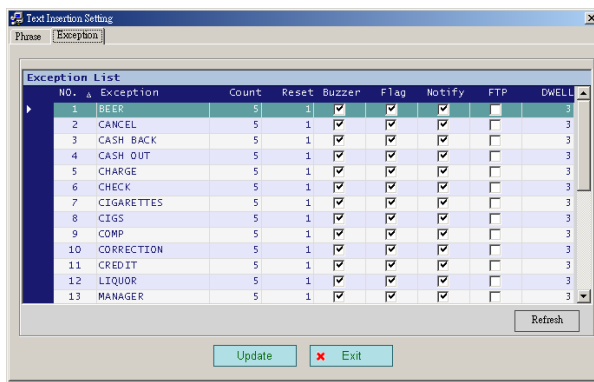 Text Insertion Setting
Phrase Exception
Exception List
NO. Exception Count Reset Buzzer Flag Notify FTP DWELL
1 BEER 5 1 3
2 CANCEL 5 1 3
3 CASH BACK 5 1 3
4 CASH OUT 5 1 3
5 CHARGE 5 1 3
6 CHECK 5 1 3
7 CIGARETTES 5 1 3
8 CIGS 5 1 3
9 COMP 5 1 3
10 CORRECTION 5 1 3
11 CREDIT 5 1 3
12 LIQUOR 5 1 3
13 MANAGER 5 1 3
Refresh
Update Exit